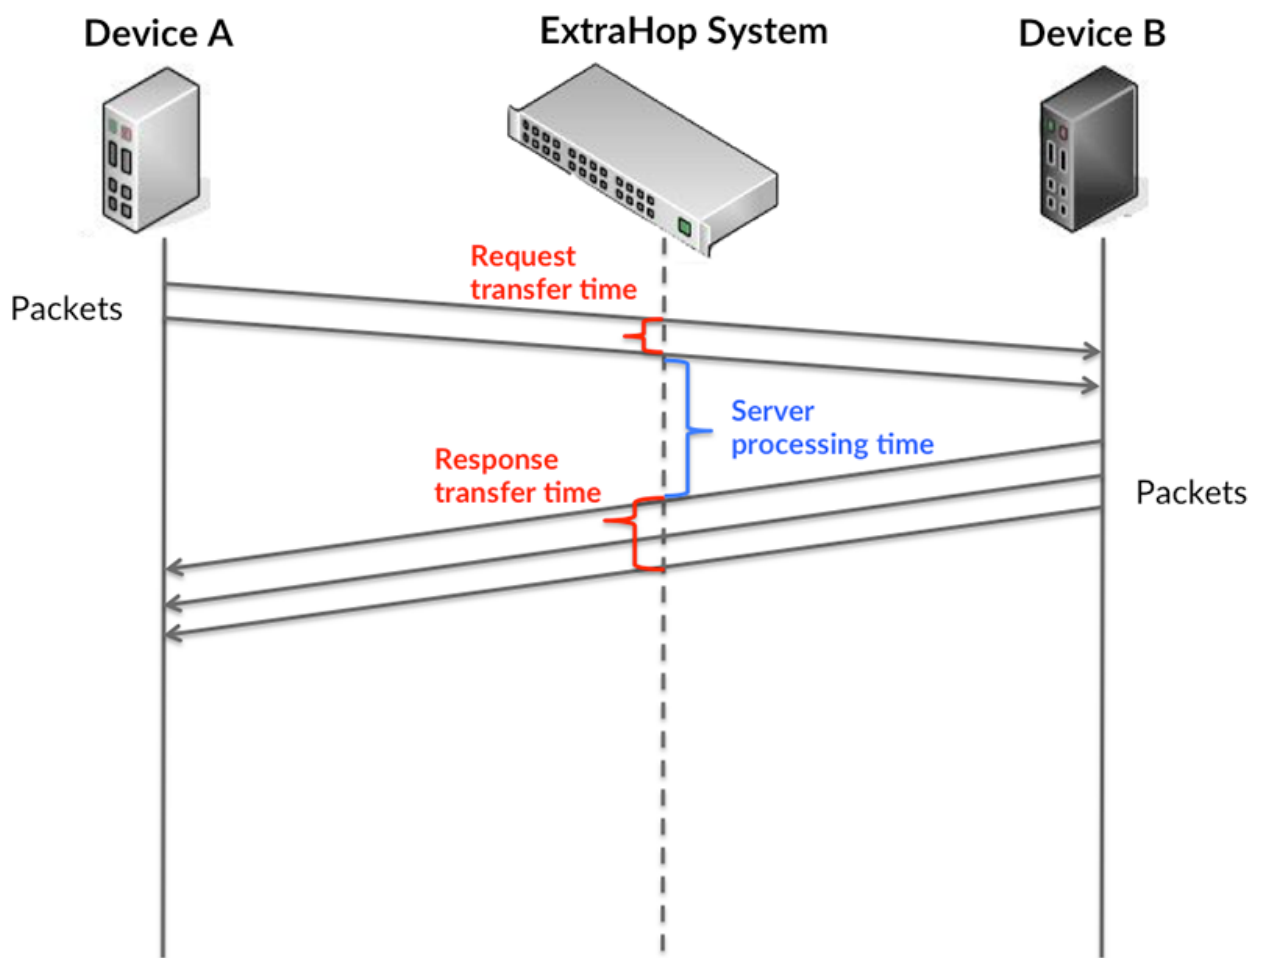 Device A
ExtraHop System
Device B
Request
transfer time
Packets
Server
processing time
Response
transfer time
Packets